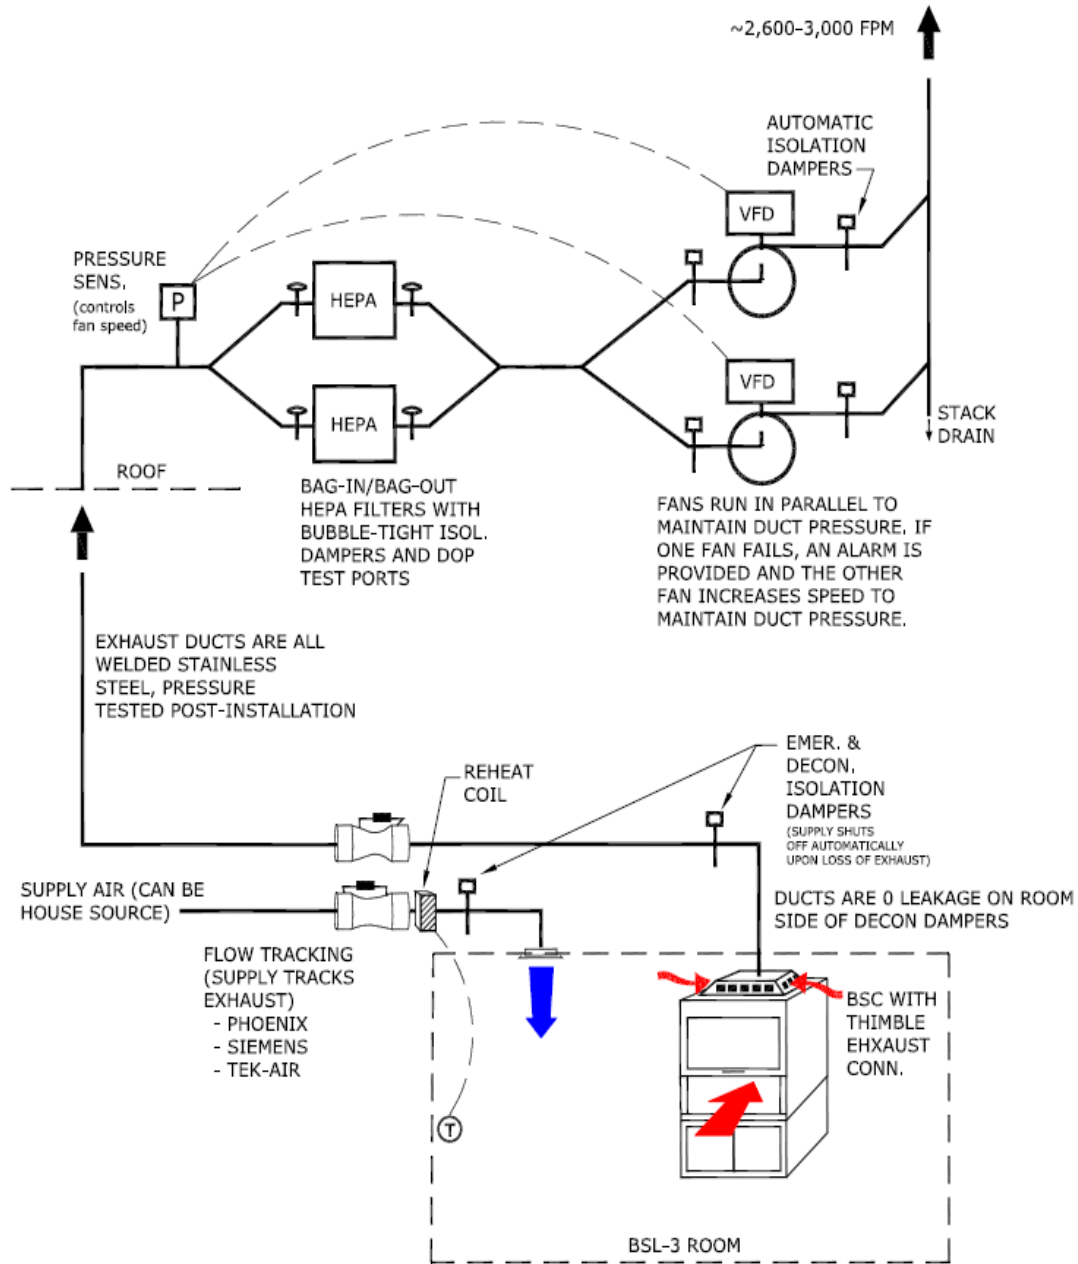 ~2,600-3,000 FPM
AUTOMATIC
ISOLATION
DAMPERS
VFD
PRESSURE
SENS.
(controls
fan speed)
P
HEPA
VFD
HEPA
STACK
DRAIN
ROOF
BAG-IN/BAG-OUT
HEPA FILTERS WITH
BUBBLE-TIGHT ISOL.
DAMPERS AND DOP
TEST PORTS
FANS RUN IN PARALLEL TO
MAINTAIN DUCT PRESSURE. IF
ONE FAN FAILS, AN ALARM IS
PROVIDED AND THE OTHER
FAN INCREASES SPEED TO
MAINTAIN DUCT PRESSURE.
EXHAUST DUCTS ARE ALL
WELDED STAINLESS
STEEL, PRESSURE
TESTED POST-INSTALLATION
REHEAT
COIL
EMER. &
DECON.
ISOLATION
DAMPERS
(SUPPLY SHUTS
OFF AUTOMATICALLY
UPON LOSS OF EXHAUST)
SUPPLY AIR (CAN BE
HOUSE SOURCE)
DUCTS ARE 0 LEAKAGE ON ROOM
SIDE OF DECON DAMPERS
FLOW TRACKING
(SUPPLY TRACKS
EXHAUST)
- PHOENIX
- SIEMENS
- TEK-AIR
BSC WITH
THIMBLE
EHXAUST
CONN.
T
BSL-3 ROOM